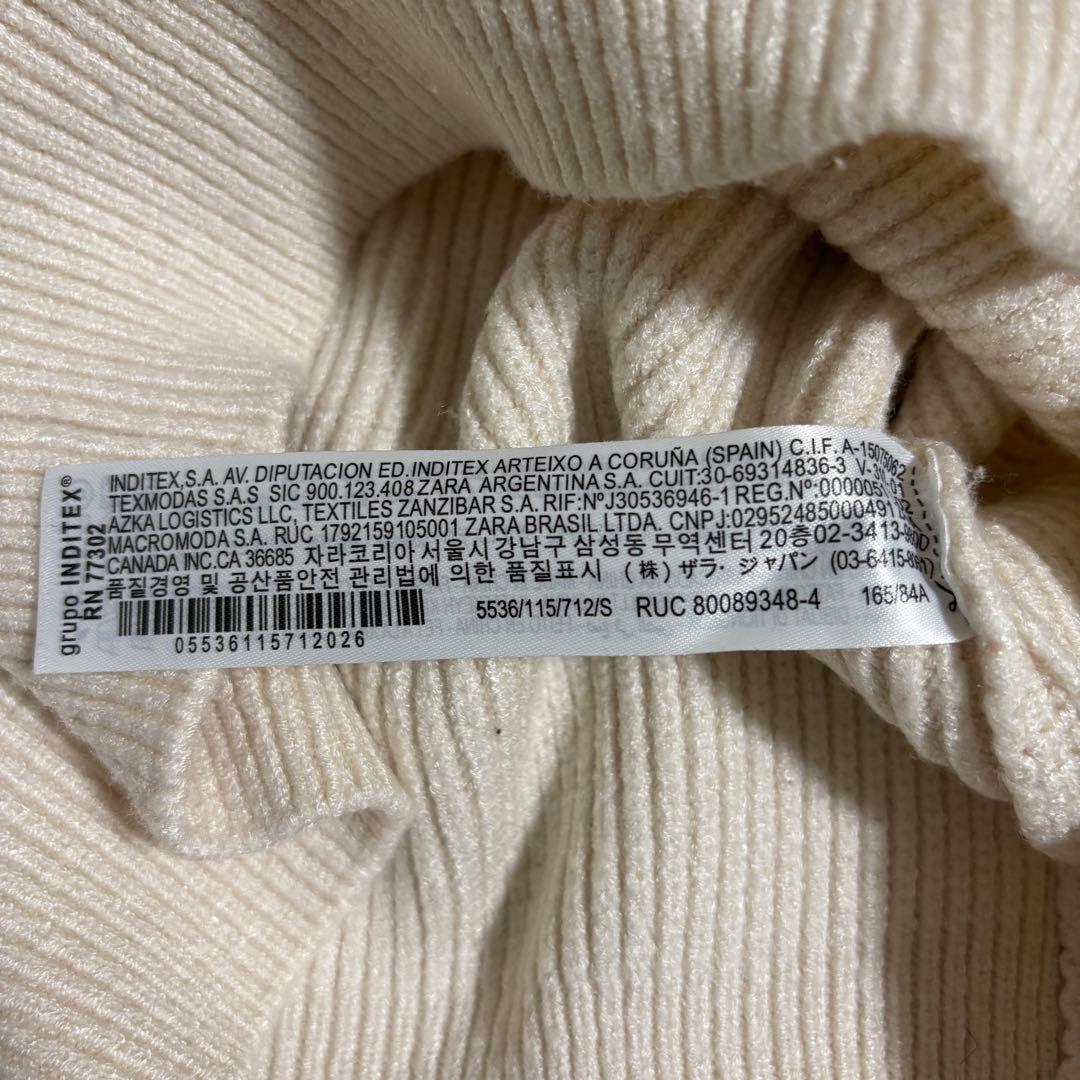 grupo INDITEX®
RN 77302
INDITEX,S.A. AV. DIPUTACION ED.INDITEX ARTEIXO A CORUÑA (SPAIN) C.I.F. A-15075062
TEXMODAS S.A.S SIC 900.123.408 ZARA ARGENTINA S.A. CUIT:30-69314836-3
AZKA LOGISTICS LLC, TEXTILES ZANZIBAR S.A. RIF:NºJ30536946-1 REG.Nº:0000051
MACROMODA S.A. RUC 1792159105001 ZARA BRASIL LTDA. CNPJ:02952485000491
CANADA INC.CA 36685 자라코리아 서울시 강남구 삼성동 무역센터 20층02-3413-
품질경영 및 공산품안전 관리법에 의한 품질표시 (株) ザラ・ジャパン (03-6415-
05536115712026
5536/115/712/S RUC 80089348-4 165/84A